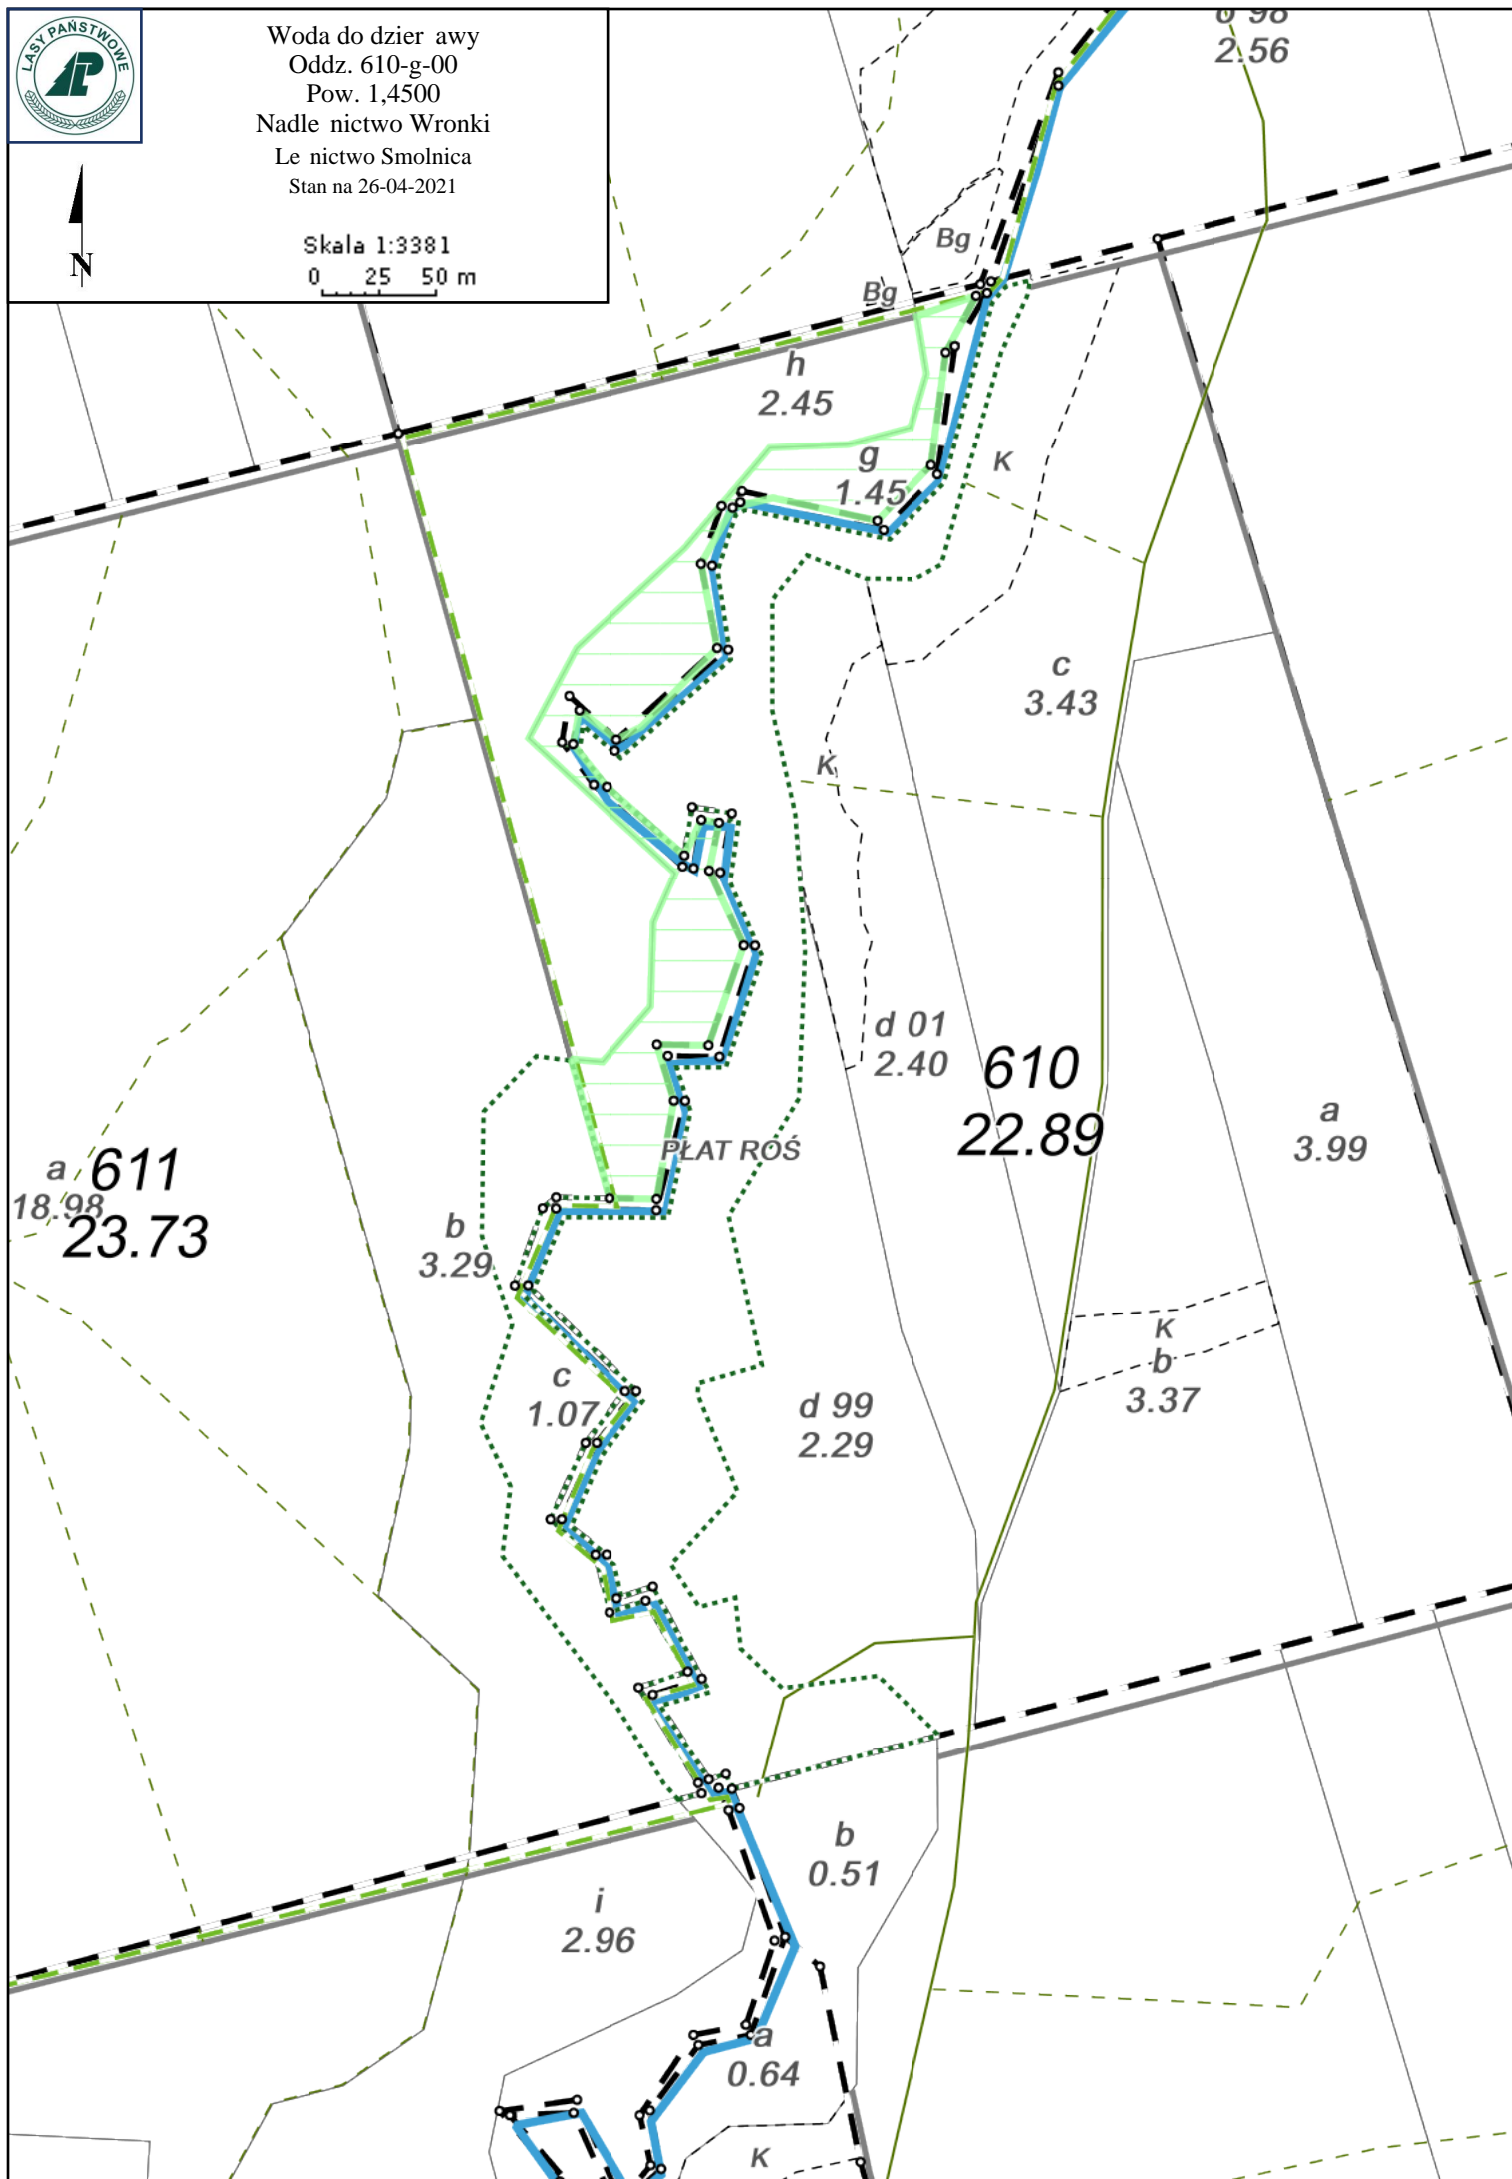 LASY PAŃSTWOWE
Woda do dzier awy
Oddz. 610-g-00
Pow. 1,4500
Nadle nictwo Wronki
Le nictwo Smolnica
Stan na 26-04-2021
N
Skala 1:3381
0 25 50 m
98
2.56
Bg
Bg
h
2.45
g
1.45
K
c
3.43
K
d 01
2.40
610
22.89
a
3.99
PŁAT ROŚ
a
18.98
611
23.73
b
3.29
K
b
3.37
c
1.07
d 99
2.29
b
0.51
i
2.96
a
0.64
K